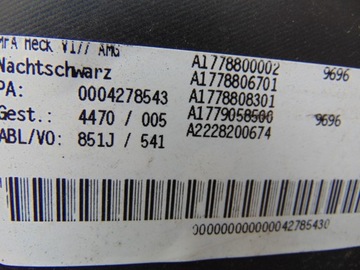 MFA Heck V177 AMG
Nachtschwarz A1778800002 9696
PA: 0004278543 A1778806701
Gest.: 4470 / 005 A1778808301
ABL/VO: 851J / 541 A1779058500 9696
A2228200674
00000000000042785430